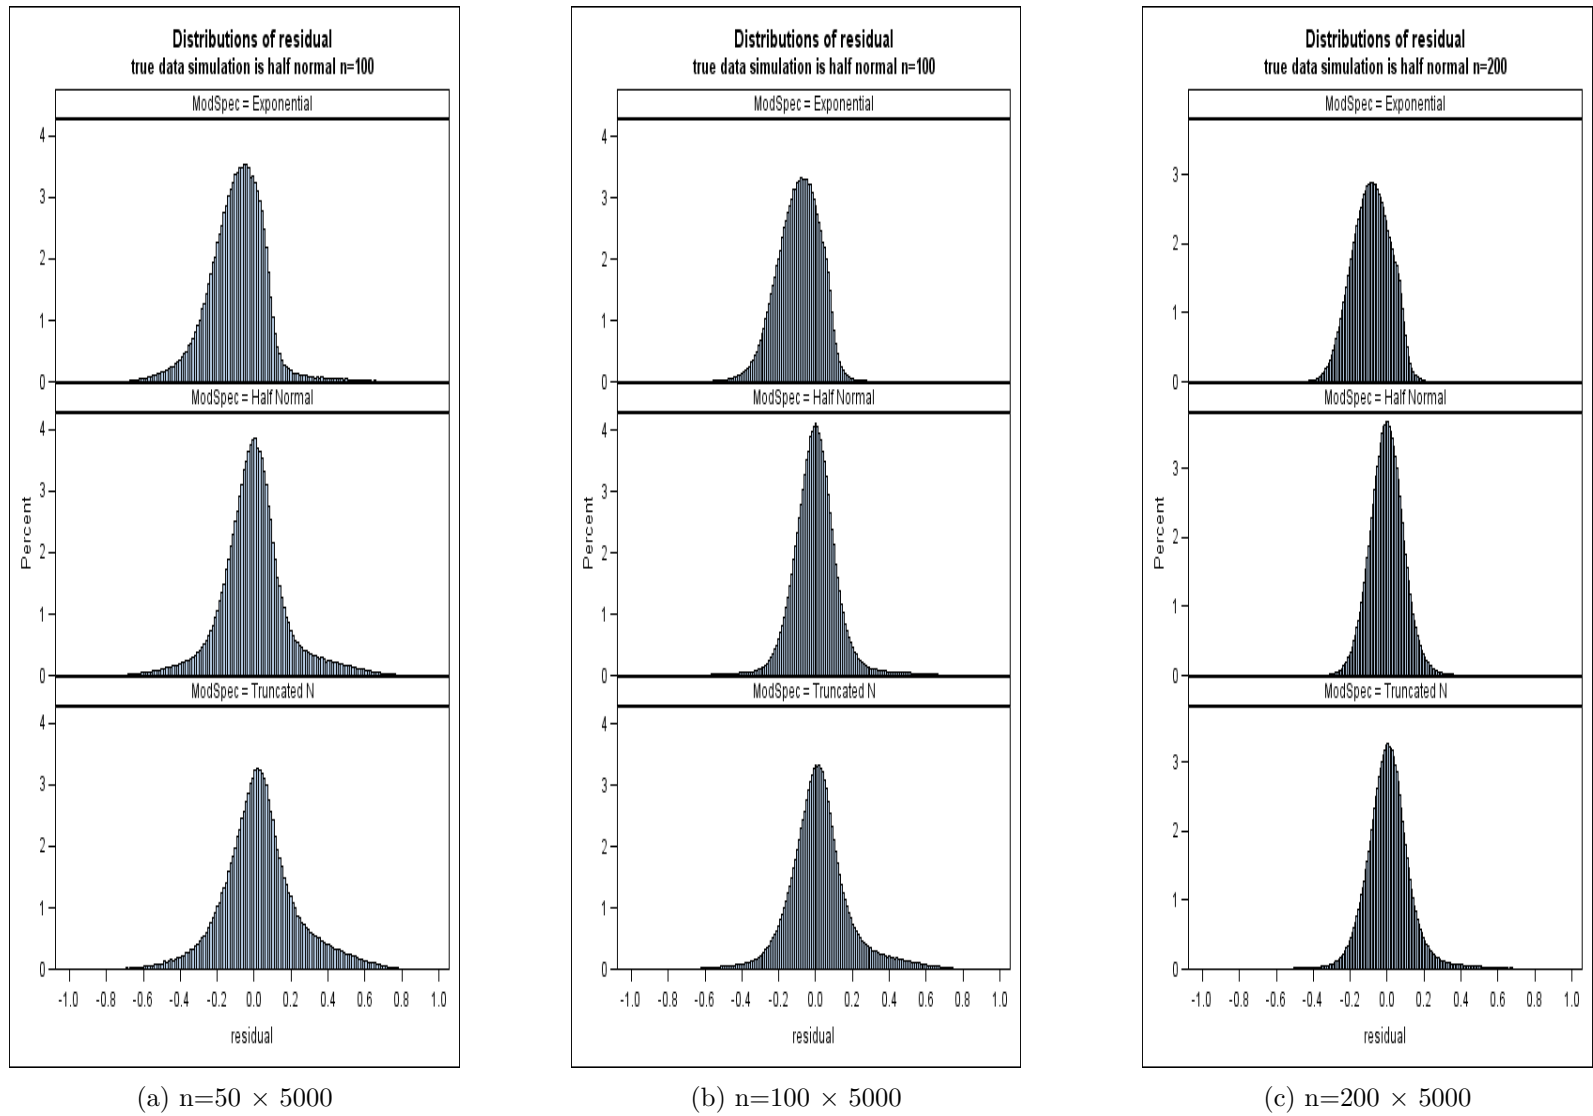 Distributions of residual
true data simulation is half normal n=100
ModSpec = Exponential
4
3
2
1
0
ModSpec = Half Normal
4
3
2
1
0
Percent
ModSpec = Truncated N
4
3
2
1
0
-1.0 -0.8 -0.6 -0.4 -0.2 0.0 0.2 0.4 0.6 0.8 1.0
residual
(a) n=50 × 5000
Distributions of residual
true data simulation is half normal n=100
ModSpec = Exponential
4
3
2
1
0
ModSpec = Half Normal
4
3
2
1
0
Percent
ModSpec = Truncated N
4
3
2
1
0
-1.0 -0.8 -0.6 -0.4 -0.2 0.0 0.2 0.4 0.6 0.8 1.0
residual
(b) n=100 × 5000
Distributions of residual
true data simulation is half normal n=200
ModSpec = Exponential
3
2
1
0
ModSpec = Half Normal
3
2
1
0
Percent
ModSpec = Truncated N
3
2
1
0
-1.0 -0.8 -0.6 -0.4 -0.2 0.0 0.2 0.4 0.6 0.8 1.0
residual
(c) n=200 × 5000